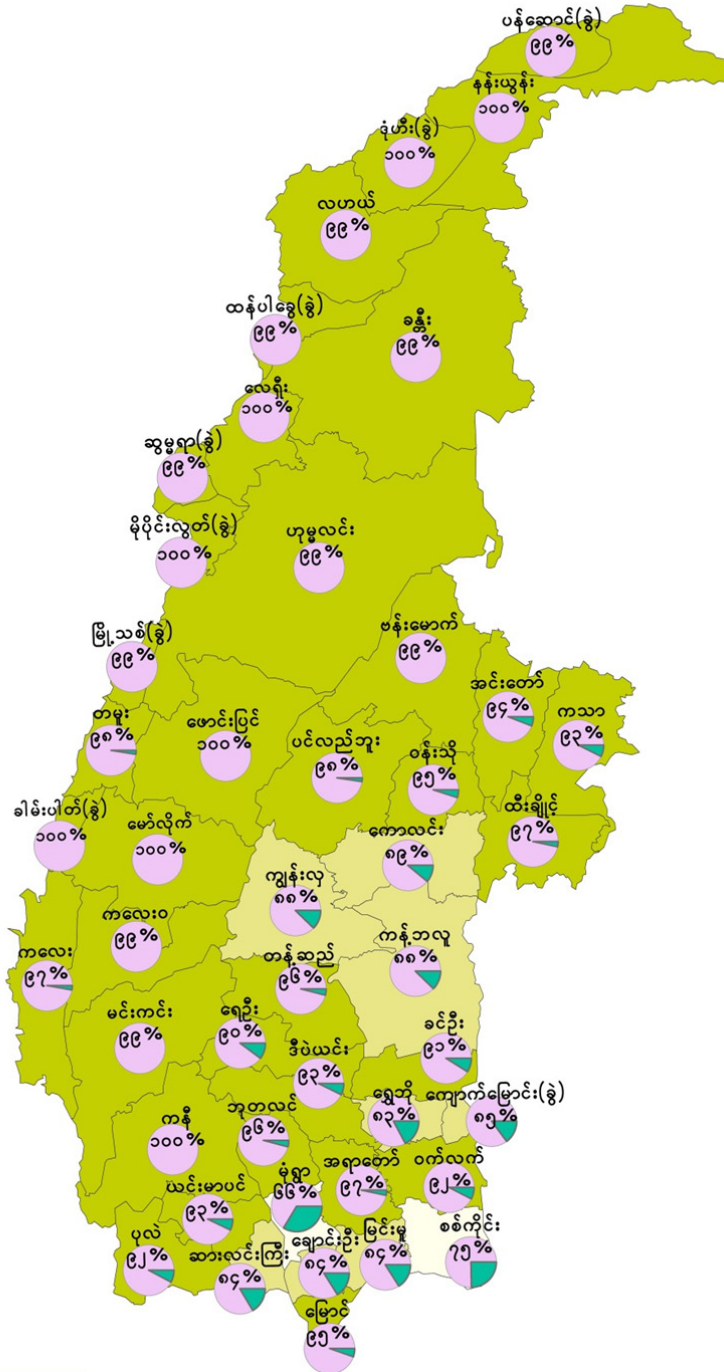 ပန်ဆောင်(ခွဲ)
၉၉%
နန်းယွန်း
၁၀၀%
ဒုံဟီး(ခွဲ)
၁၀၀%
လဟယ်
၉၉%
ထန်ပါခွေ(ခွဲ)
၉၉%
ခန္တီး
၉၉%
လေရှီး
၁၀၀%
ဆွမ္မရာ(ခွဲ)
၉၉%
မိုပိုင်းလွတ်(ခွဲ)
၁၀၀%
ဟုမ္မလင်း
၉၉%
မြို့သစ်(ခွဲ)
၉၉%
ဗန်းမောက်
၉၉%
အင်းတော်
၉၄%
ကသာ
၉၃%
တမူး
၉၈%
ဖောင်းပြင်
၁၀၀%
ပင်လည်ဘူး
၉၈%
ဝန်းသို
၉၅%
ထီးချိုင့်
၉၇%
ခါမ်းပါတ်(ခွဲ)
၁၀၀%
မော်လိုက်
၁၀၀%
ကောလင်း
၈၉%
ကျွန်းလှ
၈၈%
ကလေးဝ
၉၉%
ကန့်ဘလူ
၈၈%
ကလေး
၉၇%
တန့်ဆည်
၉၆%
မင်းကင်း
၉၉%
ရေဦး
၉၀%
ခင်ဦး
၉၁%
ဒီပဲယင်း
၉၃%
ရွှေဘို
၈၃%
ကျောက်မြောင်း(ခွဲ)
၈၅%
ကနီ
၁၀၀%
ဘုတလင်
၉၆%
မုံရွာ
၆၆%
အရာတော်
၉၇%
ဝက်လက်
၉၂%
ယင်းမာပင်
၉၃%
ပုလဲ
၉၂%
ဆားလင်းကြီး
၈၄%
ချောင်းဦး
၈၄%
မြင်းမူ
၈၄%
စစ်ကိုင်း
၇၅%
မြောင်
၉၅%